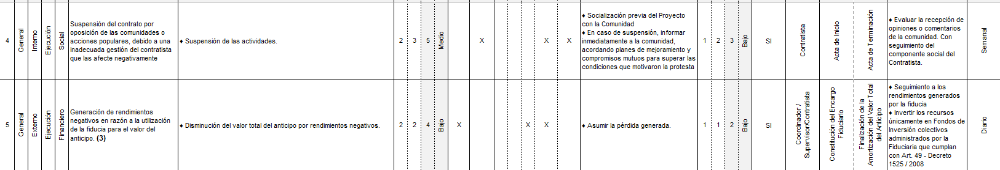 4
General
Interno
Ejecución
Social
Suspensión del contrato por
oposición de las comunidades o
acciones populares, debido a una
inadecuada gestión del contratista
que las afecte negativamente
♦ Suspensión de las actividades.
2
3
5
Medio
X
X
X
♦ Socialización previa del Proyecto
con la Comunidad
♦ En caso de suspensión, informar
inmediatamente a la comunidad,
acordando planes de mejoramiento y
compromisos mutuos para superar las
condiciones que motivaron la protesta
1
2
3
Bajo
SI
Contratista
Acta de Inicio
Acta de Terminación
♦ Evaluar la recepción de
opiniones o comentarios
de la comunidad. Con
seguimiento del
componente social del
Contratista.
Semanal
5
General
Externo
Ejecución
Financiero
Generación de rendimientos
negativos en razón a la utilización
de la fiducia para el valor del
anticipo. (3)
♦ Disminución del valor total del anticipo por rendimientos negativos.
2
2
4
Bajo
X
X
X
♦ Asumir la pérdida generada.
1
1
2
Bajo
SI
Coordinador /
Supervisor/Contratista
Constitución del Encargo
Fiduciario
Finalización de la
Amortización del Valor Total
del Anticipo
♦ Seguimiento a los
rendimientos generados
por la fiducia
♦ Invertir los recursos
únicamente en Fondos de
Inversión colectivos
administrados por la
Fiduciaria que cumplan
con Art. 49 - Decreto
1525 / 2008
Diario